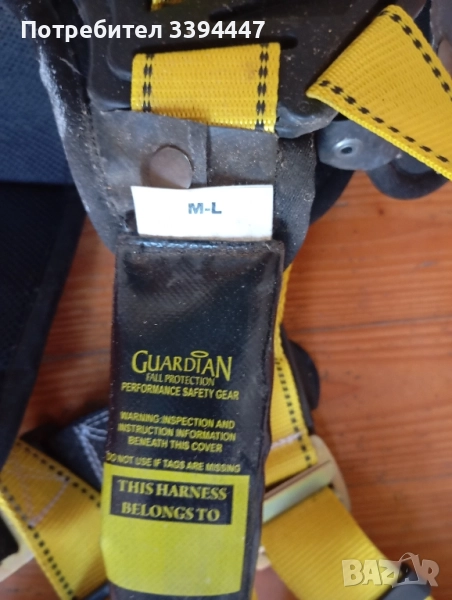 Потребител 3394447
M-L
GUARDIAN
FALL PROTECTION
PERFORMANCE SAFETY GEAR
WARNING:INSPECTION AND
INSTRUCTION INFORMATION
BENEATH THIS COVER
DO NOT USE IF TAGS ARE MISSING
THIS HARNESS
BELONGS TO
BAZAR